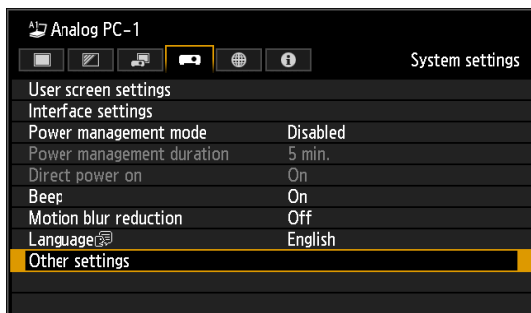 Analog PC-1
System settings
User screen settings
Interface settings
Power management mode Disabled
Power management duration 5 min.
Direct power on On
Beep On
Motion blur reduction Off
Language English
Other settings